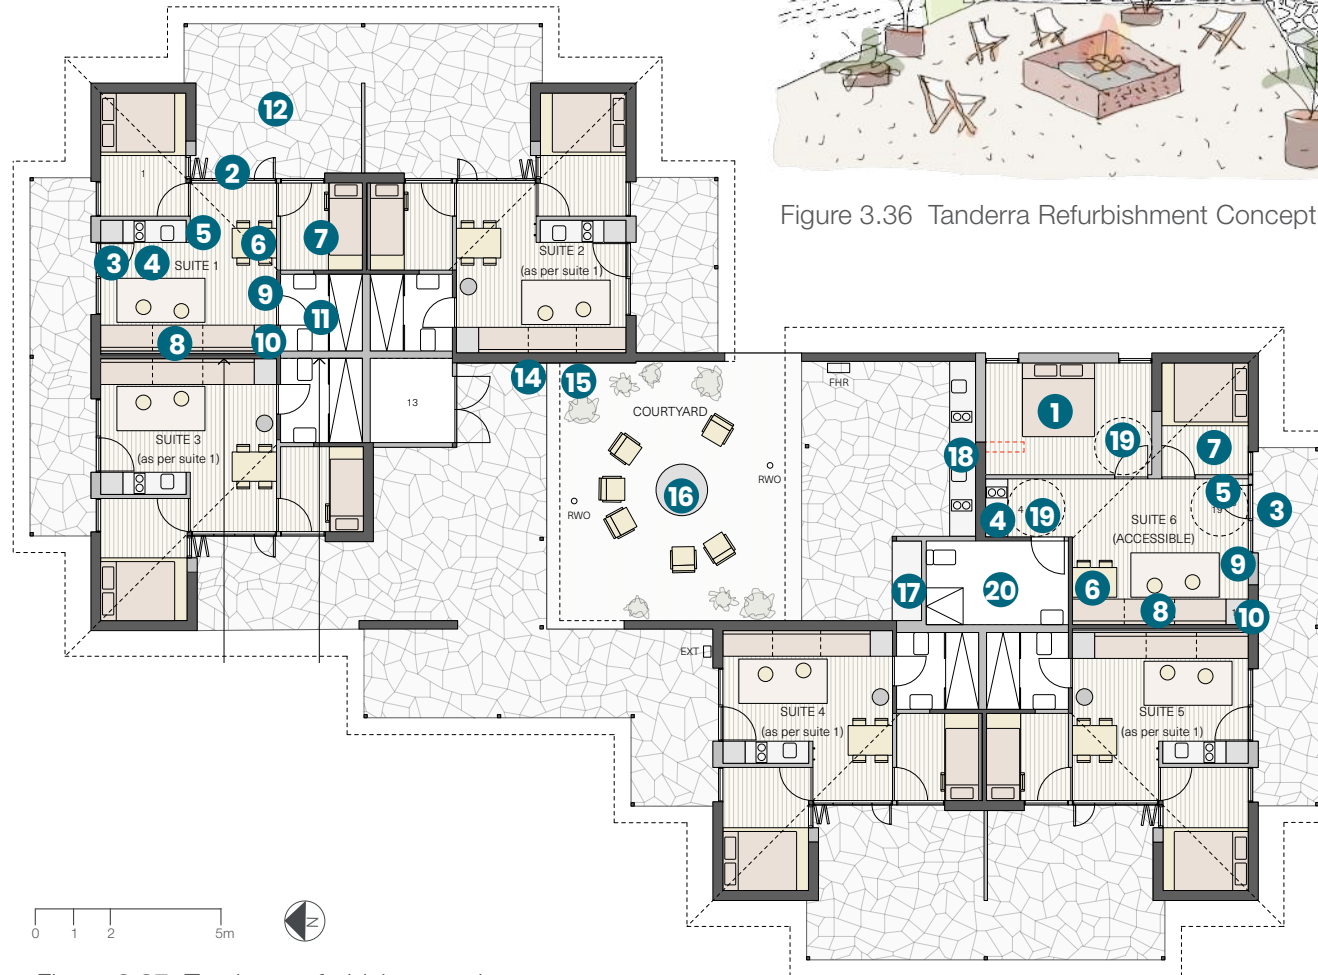 Figure 3.36 Tanderra Refurbishment Concept
12
2
1
5
6
7
3
4
SUITE 1
SUITE 2
(as per suite 1)
9
11
8
10
14
15
FHR
13
COURTYARD
1
19
7
SUITE 3
(as per suite 1)
18
RWO
16
RWO
5
3
4
4
19
19
SUITE 6
(ACCESSIBLE)
9
17
20
6
8
10
EXT
SUITE 4
(as per suite 1)
SUITE 5
(as per suite 1)
N
0 1 2 5m